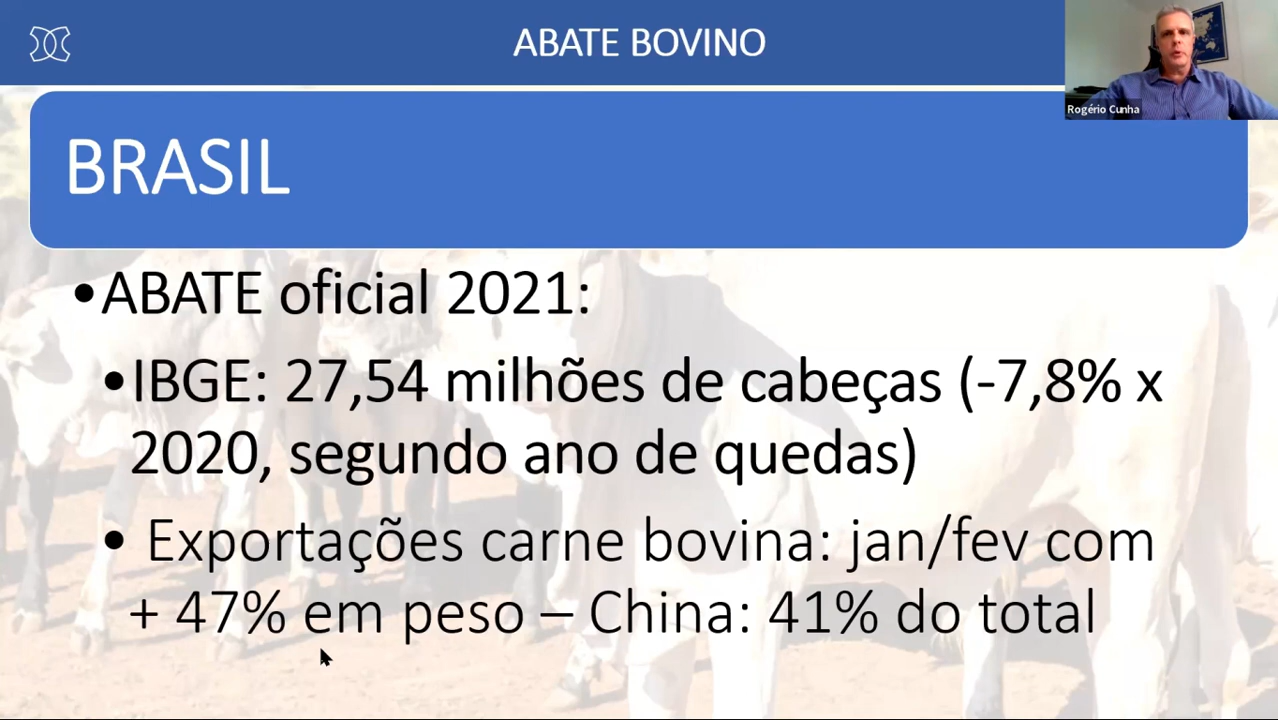 ABATE BOVINO
Rogério Cunha
BRASIL
•ABATE oficial 2021:
•IBGE: 27,54 milhões de cabeças (-7,8% x
2020, segundo ano de quedas)
• Exportações carne bovina: jan/fev com
+ 47% em peso – China: 41% do total